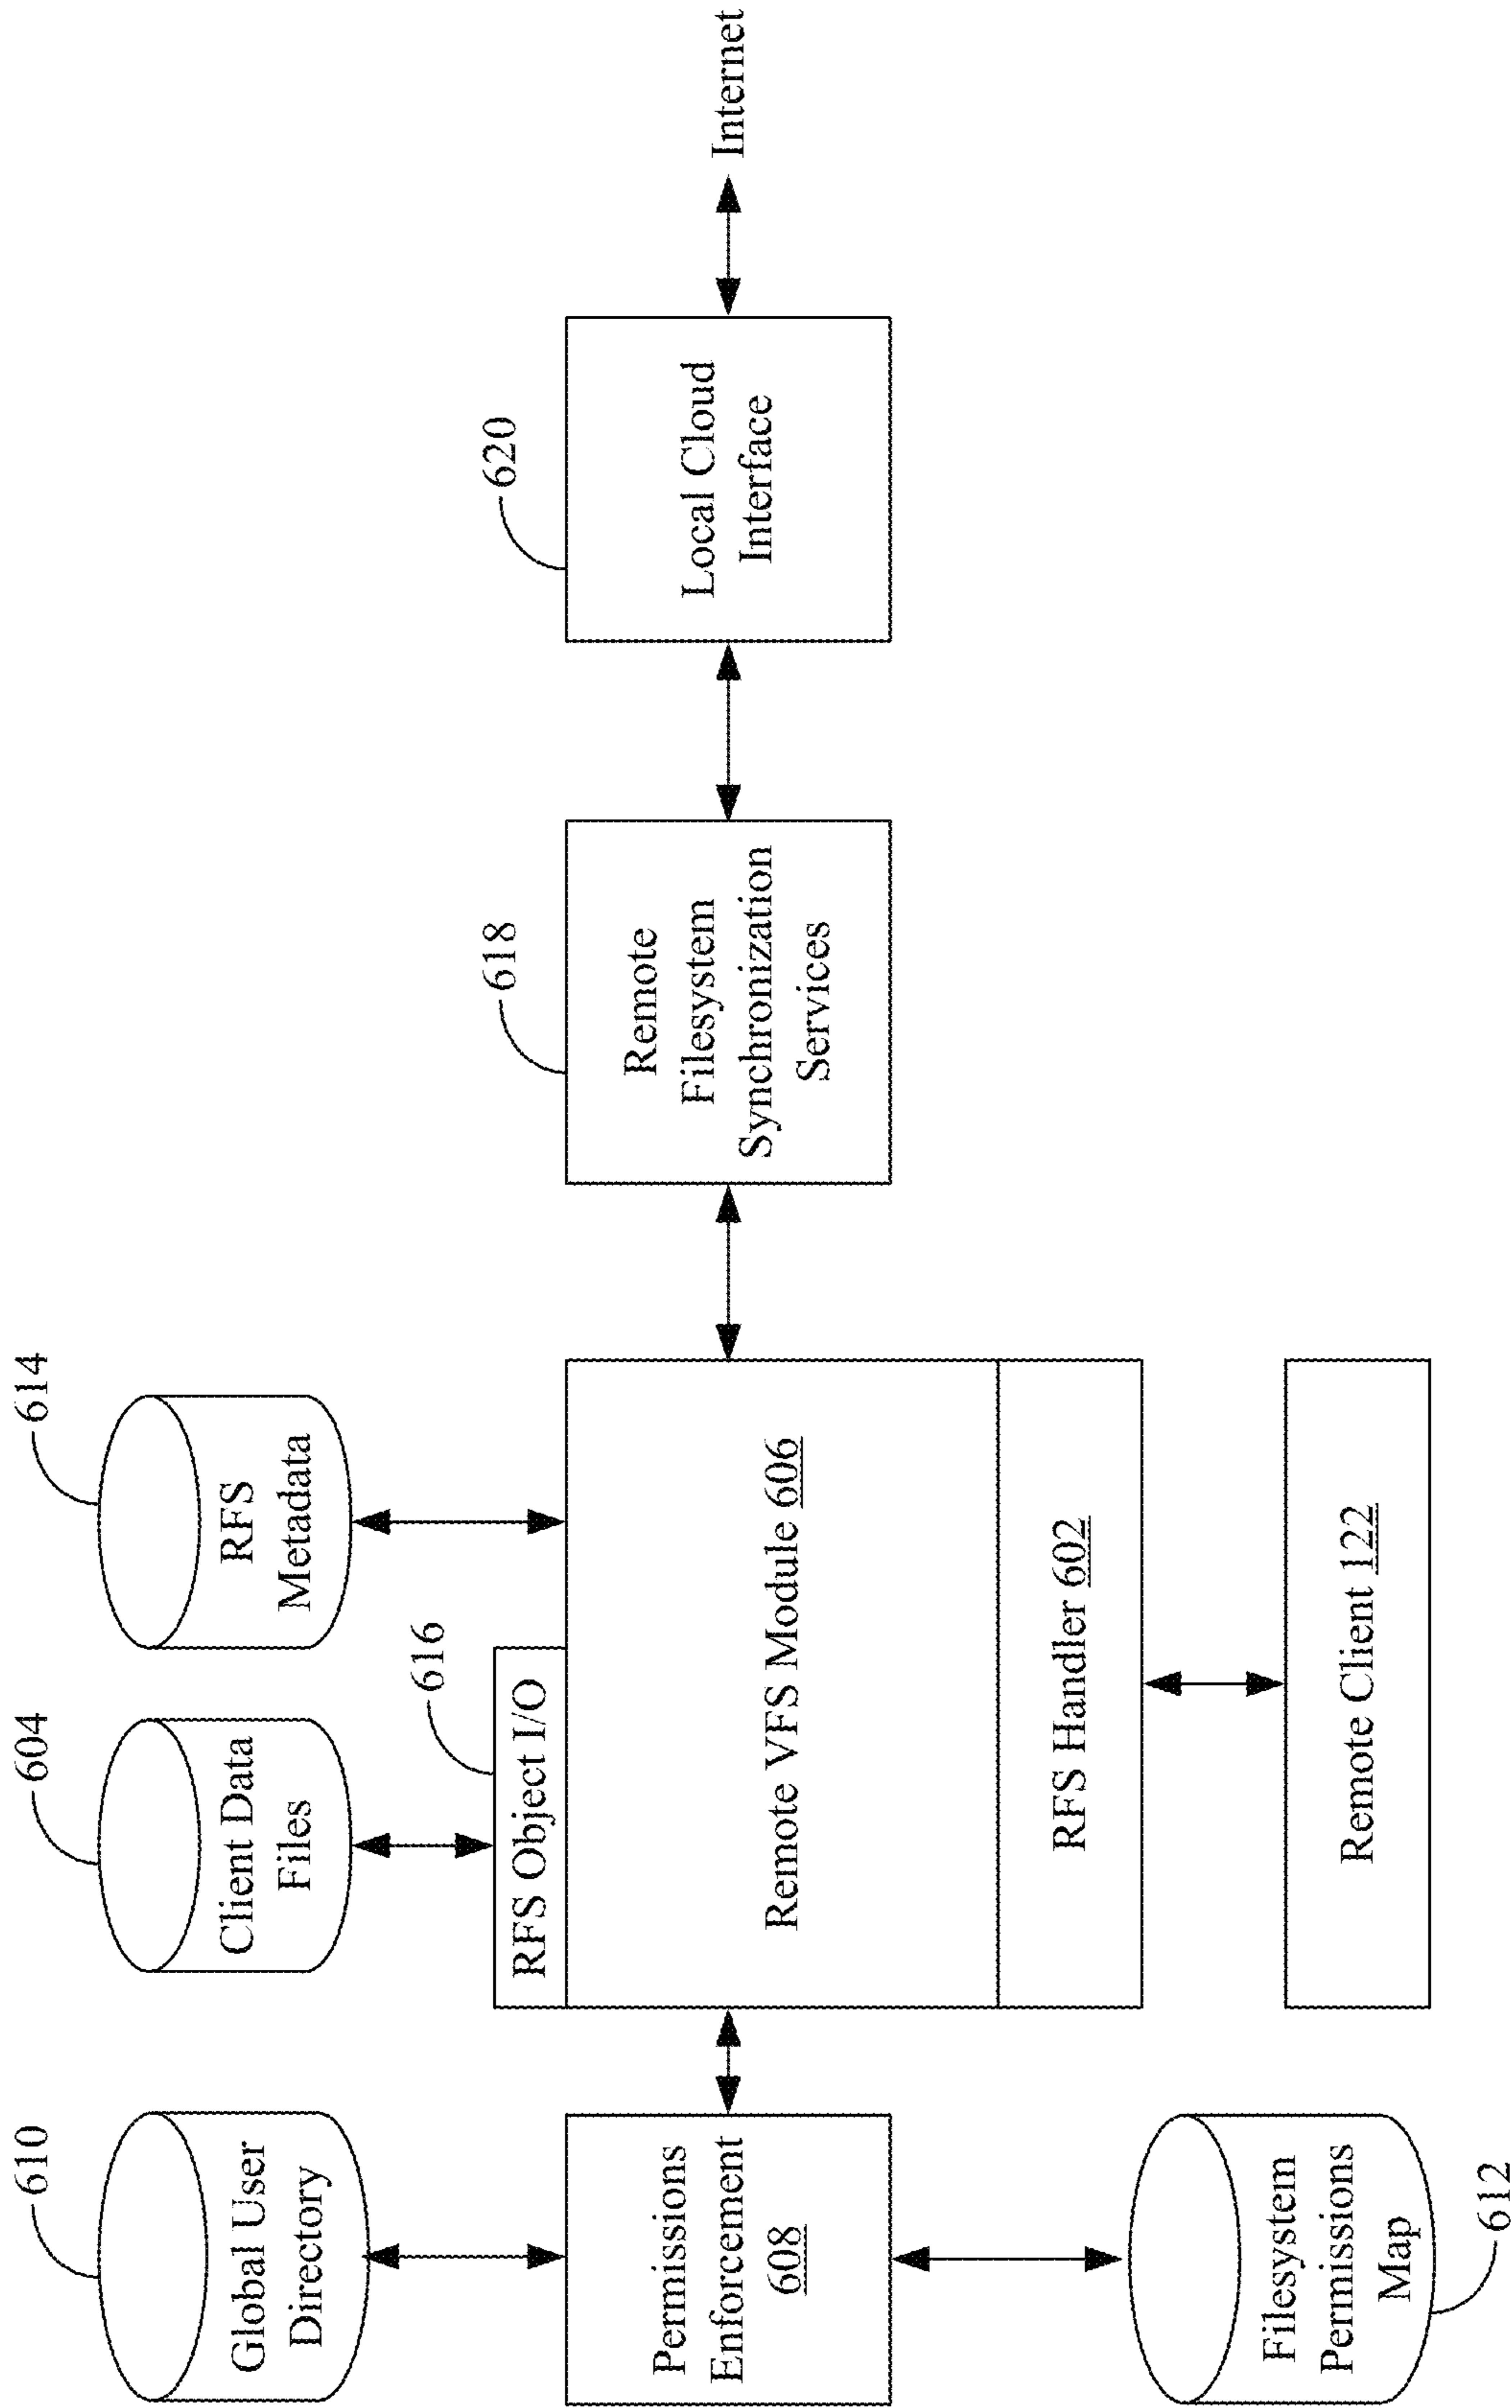 610
604
614
Global User
Directory
Client Data
Files
RFS
Metadata
616
RFS Object I/O
618
620
Permissions
Enforcement
608
Remote VFS Module 606
Remote
Filesystem
Synchronization
Services
Local Cloud
Interface
Internet
RFS Handler 602
Filesystem
Permissions
Map
612
Remote Client 122